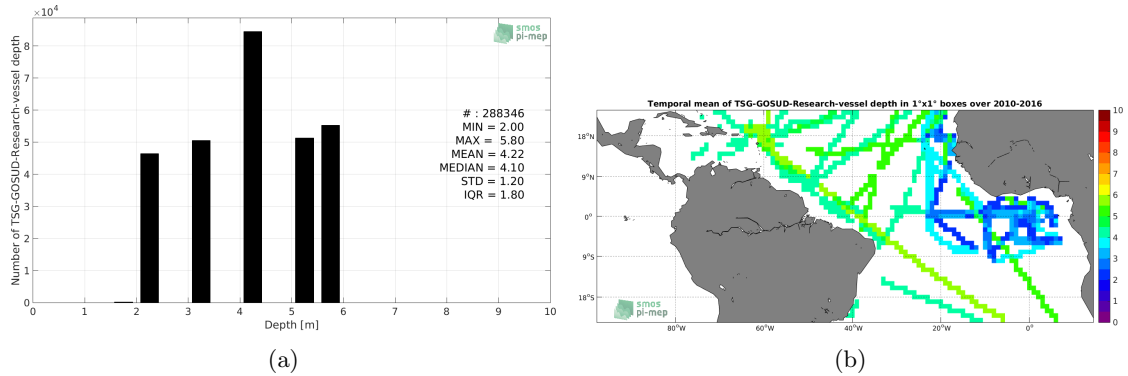 ×10⁴
8
7
6
5
4
3
2
1
0
Number of TSG-GOSUD-Research-vessel depth
smos
pi-mep
# : 288346
MIN = 2.00
MAX = 5.80
MEAN = 4.22
MEDIAN = 4.10
STD = 1.20
IQR = 1.80
0 1 2 3 4 5 6 7 8 9 10
Depth [m]
(a)
Temporal mean of TSG-GOSUD-Research-vessel depth in 1°x1° boxes over 2010-2016
18°N
9°N
0°
9°S
18°S
smos
pi-mep
80°W 60°W 40°W 20°W 0°
10
9
8
7
6
5
4
3
2
1
0
(b)